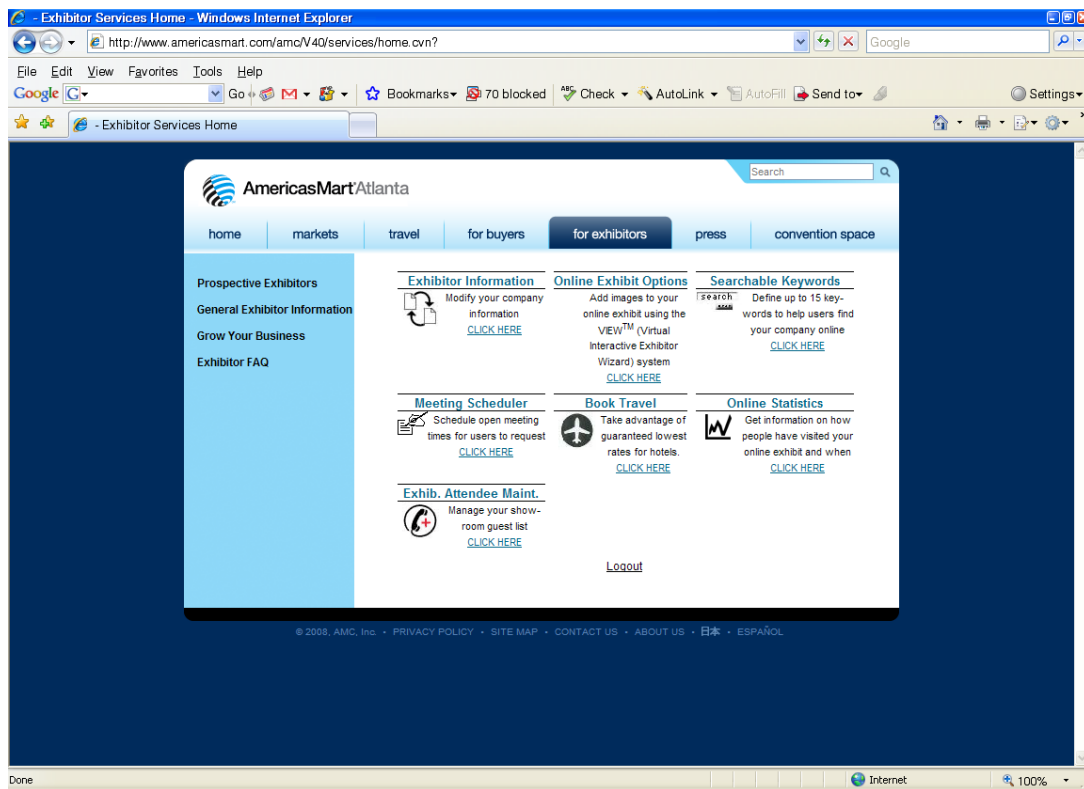 - Exhibitor Services Home - Windows Internet Explorer
http://www.americasmart.com/amc/V40/services/home.cvn?
Google
File Edit View Favorites Tools Help
Google G Go 70 blocked Bookmarks Check AutoLink AutoFill Send to Settings
- Exhibitor Services Home
Search
AmericasMart Atlanta
home markets travel for buyers for exhibitors press convention space
Prospective Exhibitors
General Exhibitor Information
Grow Your Business
Exhibitor FAQ
Exhibitor Information
Modify your company
information
CLICK HERE
Online Exhibit Options
Add images to your
online exhibit using the
VIEW™ (Virtual
Interactive Exhibitor
Wizard) system
CLICK HERE
Searchable Keywords
search
Define up to 15 key-
words to help users find
your company online
CLICK HERE
Meeting Scheduler
Schedule open meeting
times for users to request
CLICK HERE
Book Travel
Take advantage of
guaranteed lowest
rates for hotels.
CLICK HERE
Online Statistics
Get information on how
people have visited your
online exhibit and when
CLICK HERE
Exhib. Attendee Maint.
Manage your show-
room guest list
CLICK HERE
Logout
© 2008, AMC, Inc. • PRIVACY POLICY • SITE MAP • CONTACT US • ABOUT US • 日本 • ESPAÑOL
Done Internet 100%